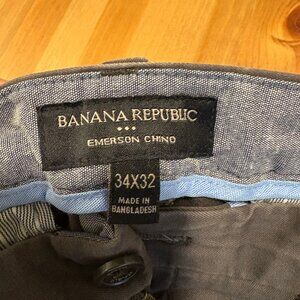 BANANA REPUBLIC
EMERSON CHINO
34X32
MADE IN
BANGLADESH